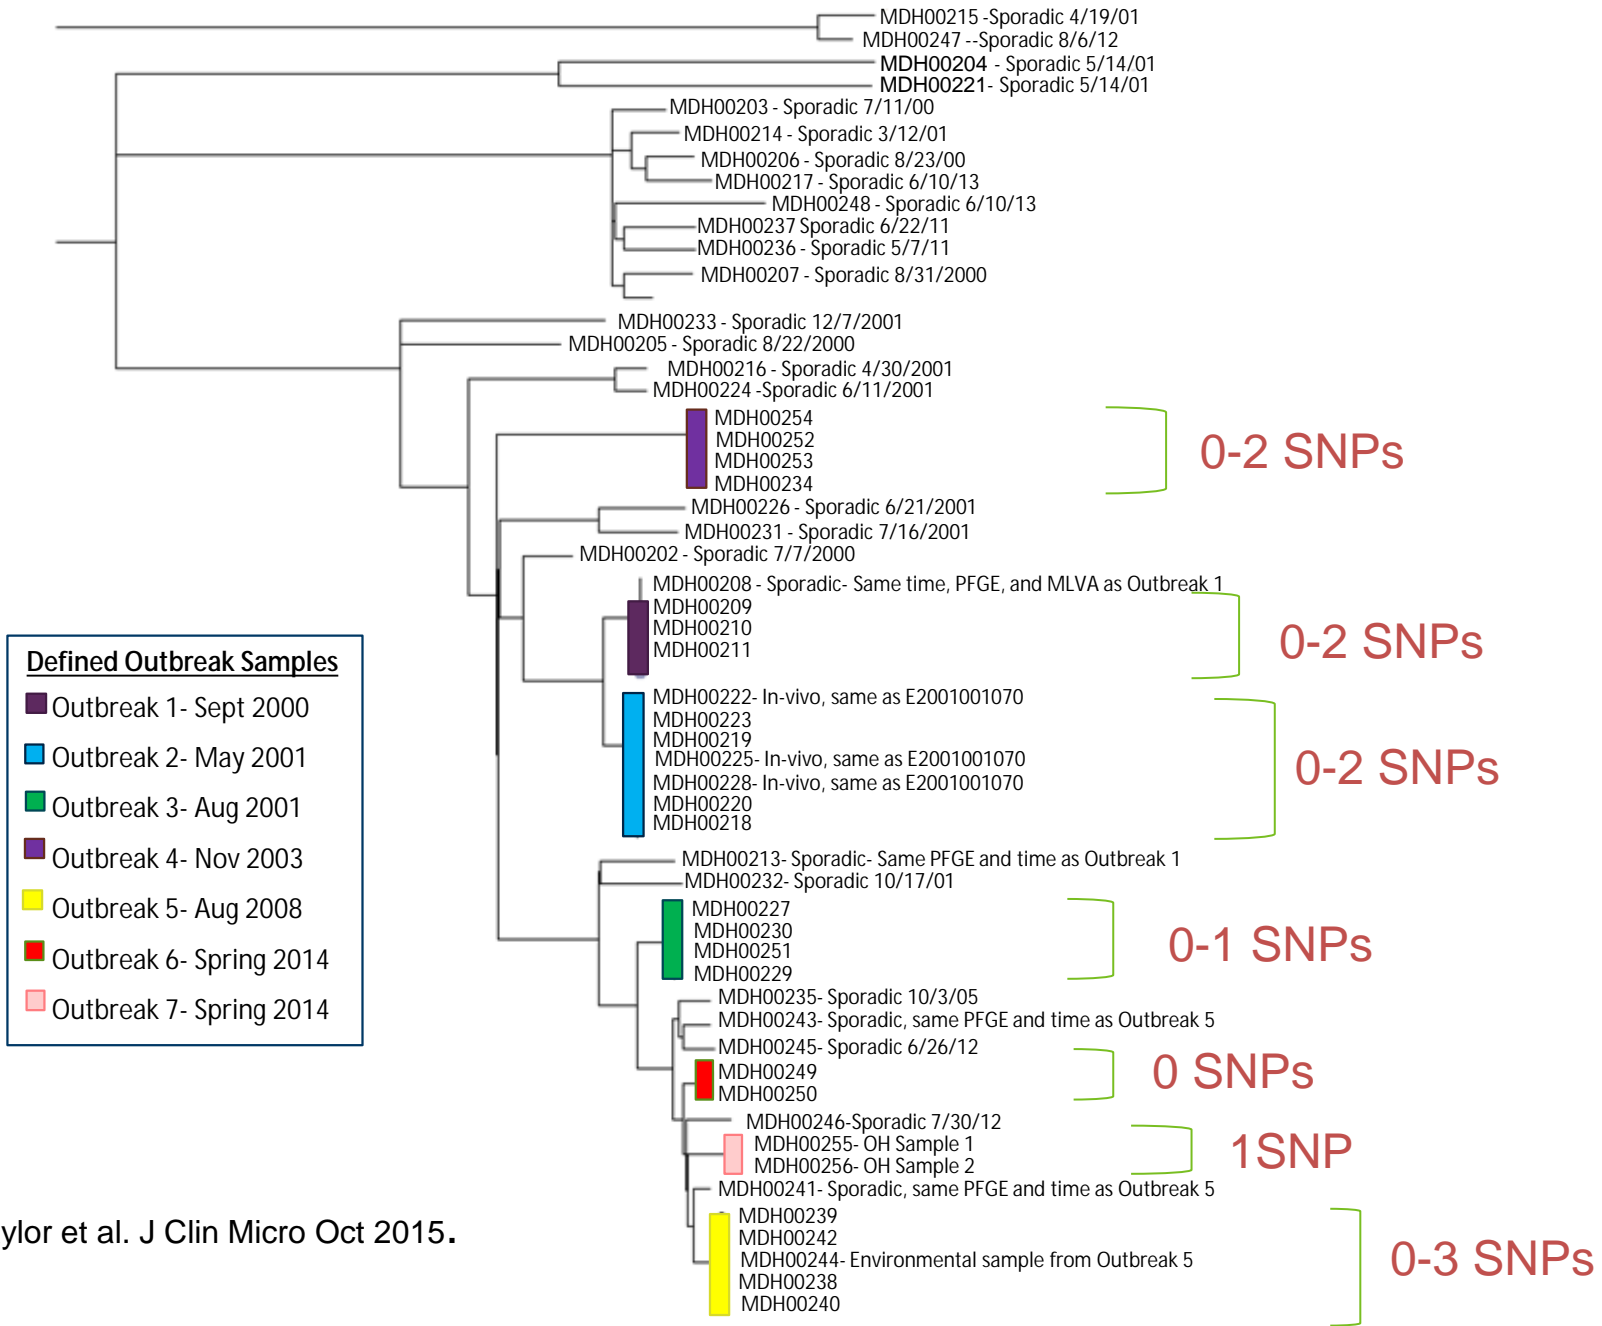 MDH00215 -Sporadic 4/19/01
MDH00247 --Sporadic 8/6/12
MDH00204 - Sporadic 5/14/01
MDH00221- Sporadic 5/14/01
MDH00203 - Sporadic 7/11/00
MDH00214 - Sporadic 3/12/01
MDH00206 - Sporadic 8/23/00
MDH00217 - Sporadic 6/10/13
MDH00248 - Sporadic 6/10/13
MDH00237 Sporadic 6/22/11
MDH00236 - Sporadic 5/7/11
MDH00207 - Sporadic 8/31/2000
MDH00233 - Sporadic 12/7/2001
MDH00205 - Sporadic 8/22/2000
MDH00216 - Sporadic 4/30/2001
MDH00224 -Sporadic 6/11/2001
MDH00254
MDH00252
MDH00253
MDH00234
0-2 SNPs
MDH00226 - Sporadic 6/21/2001
MDH00231 - Sporadic 7/16/2001
MDH00202 - Sporadic 7/7/2000
MDH00208 - Sporadic- Same time, PFGE, and MLVA as Outbreak 1
MDH00209
MDH00210
MDH00211
0-2 SNPs
MDH00222- In-vivo, same as E2001001070
MDH00223
MDH00219
MDH00225- In-vivo, same as E2001001070
MDH00228- In-vivo, same as E2001001070
MDH00220
MDH00218
0-2 SNPs
MDH00213- Sporadic- Same PFGE and time as Outbreak 1
MDH00232- Sporadic 10/17/01
MDH00227
MDH00230
MDH00251
MDH00229
0-1 SNPs
MDH00235- Sporadic 10/3/05
MDH00243- Sporadic, same PFGE and time as Outbreak 5
MDH00245- Sporadic 6/26/12
MDH00249
MDH00250
0 SNPs
MDH00246-Sporadic 7/30/12
MDH00255- OH Sample 1
MDH00256- OH Sample 2
1SNP
MDH00241- Sporadic, same PFGE and time as Outbreak 5
MDH00239
MDH00242
MDH00244- Environmental sample from Outbreak 5
MDH00238
MDH00240
0-3 SNPs
Defined Outbreak Samples
Outbreak 1- Sept 2000
Outbreak 2- May 2001
Outbreak 3- Aug 2001
Outbreak 4- Nov 2003
Outbreak 5- Aug 2008
Outbreak 6- Spring 2014
Outbreak 7- Spring 2014
ylor et al. J Clin Micro Oct 2015.